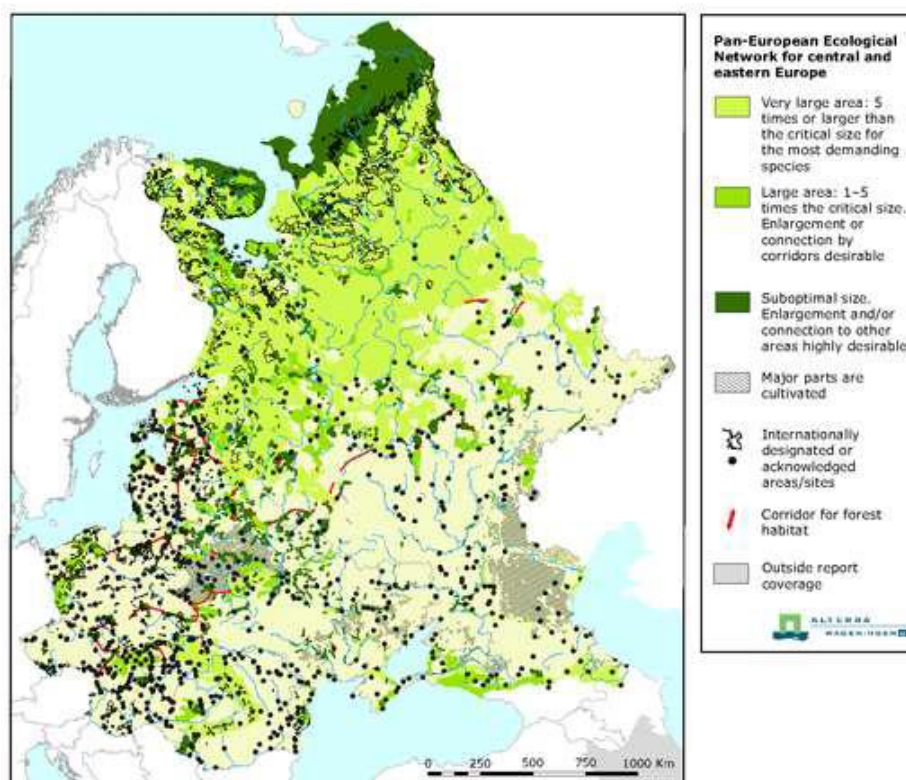 Pan-European Ecological
Network for central and
eastern Europe
Very large area: 5
times or larger than
the critical size for
the most demanding
species
Large area: 1–5
times the critical size.
Enlargement or
connection by
corridors desirable
Suboptimal size.
Enlargement and/or
connection to other
areas highly desirable
Major parts are
cultivated
Internationally
designated or
acknowledged
areas/sites
Corridor for forest
habitat
Outside report
coverage
ALTERRA
WAGENINGEN
0 250 500 750 1000 Km